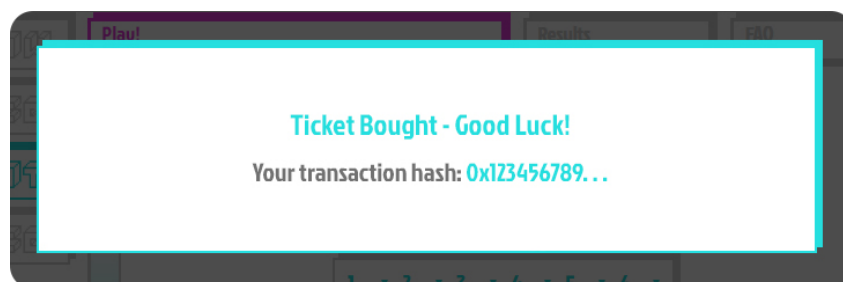 Play!
Results
FAQ
Ticket Bought - Good Luck!
Your transaction hash: 0x123456789. . .